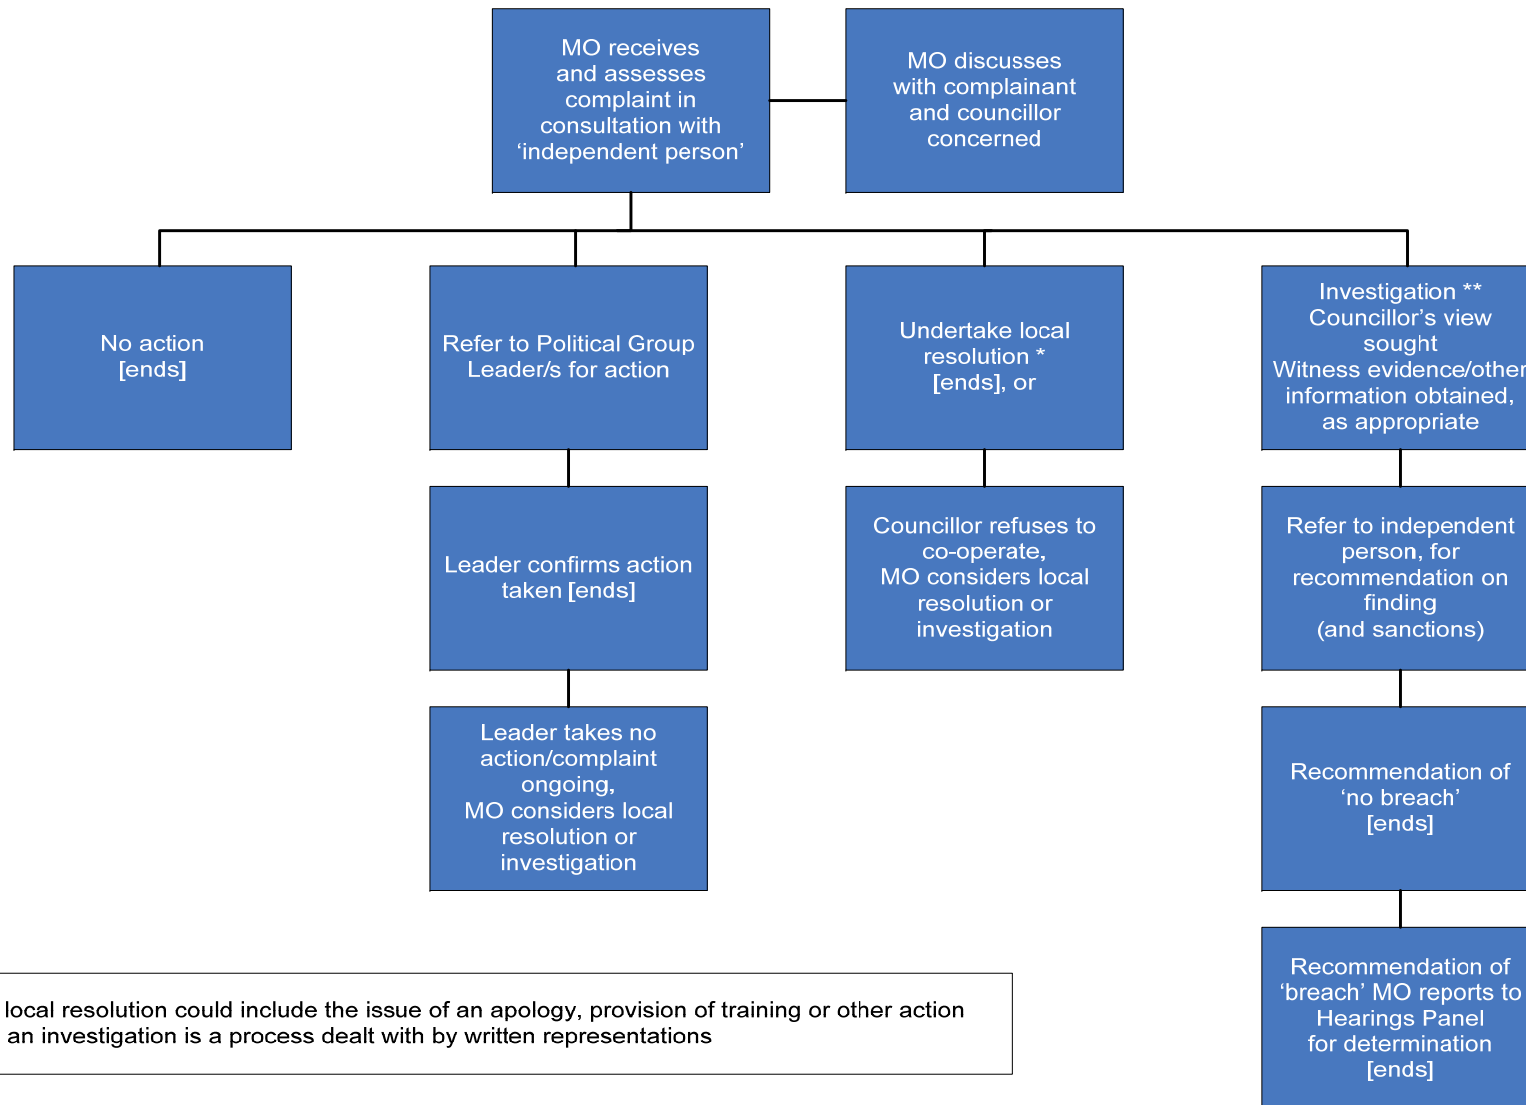 MO receives
and assesses
complaint in
consultation with
‘independent person’
MO discusses
with complainant
and councillor
concerned
No action
[ends]
Refer to Political Group
Leader/s for action
Undertake local
resolution *
[ends], or
Investigation **
Councillor’s view
sought
Witness evidence/other
information obtained,
as appropriate
Leader confirms action
taken [ends]
Councillor refuses to
co-operate,
MO considers local
resolution or
investigation
Refer to independent
person, for
recommendation on
finding
(and sanctions)
Leader takes no
action/complaint
ongoing,
MO considers local
resolution or
investigation
Recommendation of
‘no breach’
[ends]
Recommendation of
‘breach’ MO reports to
Hearings Panel
for determination
[ends]
local resolution could include the issue of an apology, provision of training or other action
an investigation is a process dealt with by written representations